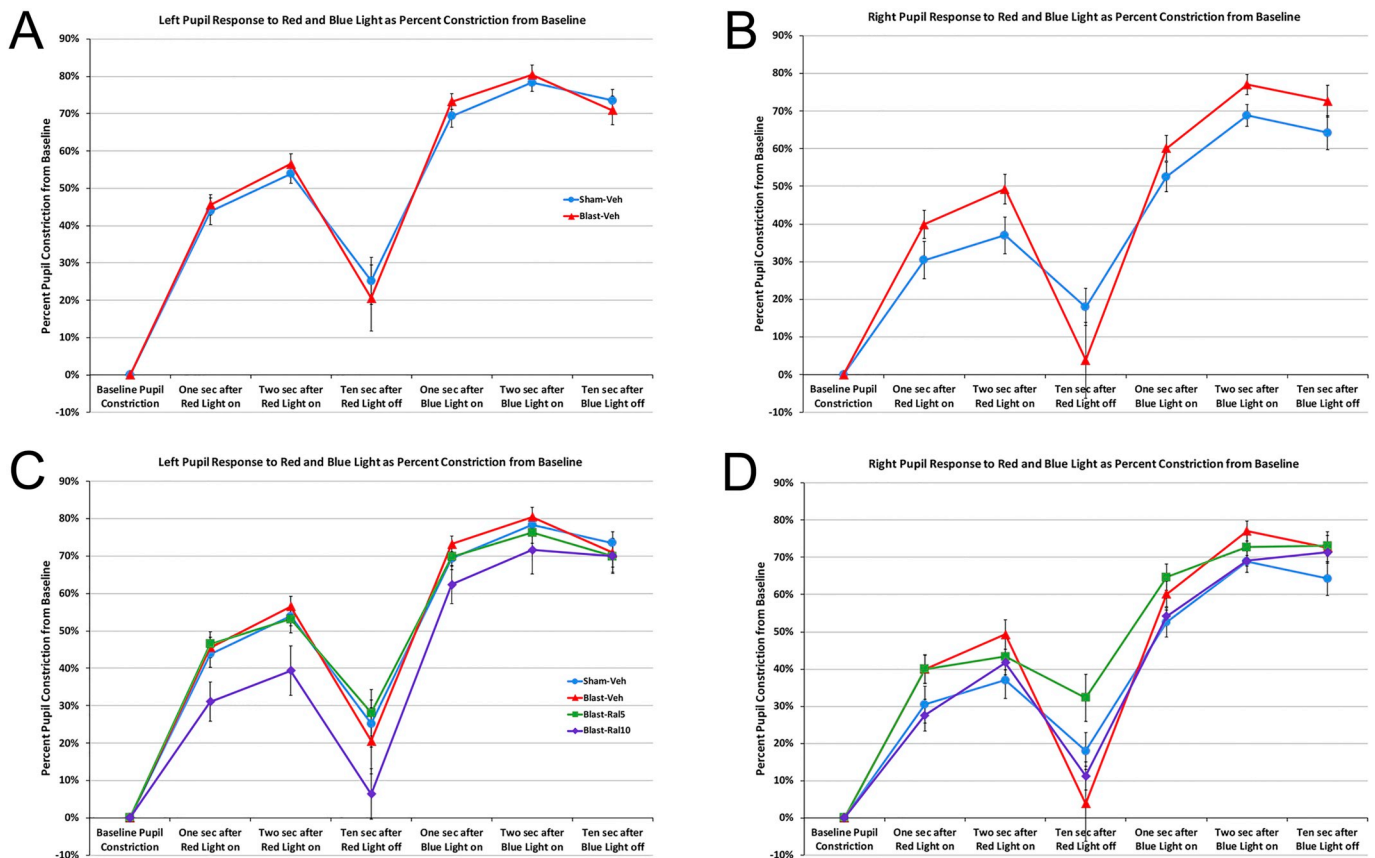 A
Left Pupil Response to Red and Blue Light as Percent Constriction from Baseline
Percent Pupil Constriction from Baseline
90%
80%
70%
60%
50%
40%
30%
20%
10%
0%
-10%
Sham-Veh
Blast-Veh
Baseline Pupil
Constriction
One sec after
Red Light on
Two sec after
Red Light on
Ten sec after
Red Light off
One sec after
Blue Light on
Two sec after
Blue Light on
Ten sec after
Blue Light off
B
Right Pupil Response to Red and Blue Light as Percent Constriction from Baseline
Percent Pupil Constriction from Baseline
90%
80%
70%
60%
50%
40%
30%
20%
10%
0%
-10%
Baseline Pupil
Constriction
One sec after
Red Light on
Two sec after
Red Light on
Ten sec after
Red Light off
One sec after
Blue Light on
Two sec after
Blue Light on
Ten sec after
Blue Light off
C
Left Pupil Response to Red and Blue Light as Percent Constriction from Baseline
Percent Pupil Constriction from Baseline
90%
80%
70%
60%
50%
40%
30%
20%
10%
0%
-10%
Sham-Veh
Blast-Veh
Blast-Ral5
Blast-Ral10
Baseline Pupil
Constriction
One sec after
Red Light on
Two sec after
Red Light on
Ten sec after
Red Light off
One sec after
Blue Light on
Two sec after
Blue Light on
Ten sec after
Blue Light off
D
Right Pupil Response to Red and Blue Light as Percent Constriction from Baseline
Percent Pupil Constriction from Baseline
90%
80%
70%
60%
50%
40%
30%
20%
10%
0%
-10%
Baseline Pupil
Constriction
One sec after
Red Light on
Two sec after
Red Light on
Ten sec after
Red Light off
One sec after
Blue Light on
Two sec after
Blue Light on
Ten sec after
Blue Light off